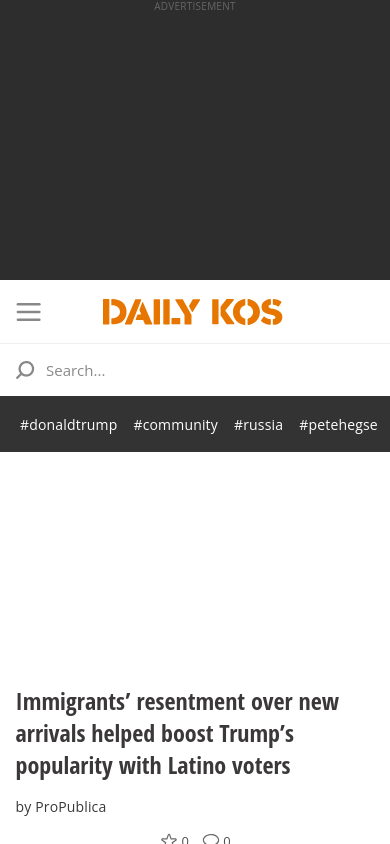 ADVERTISEMENT
DAILY KOS
Search...
#donaldtrump #community #russia #petehegse
Immigrants’ resentment over new
arrivals helped boost Trump’s
popularity with Latino voters
by ProPublica
0 0